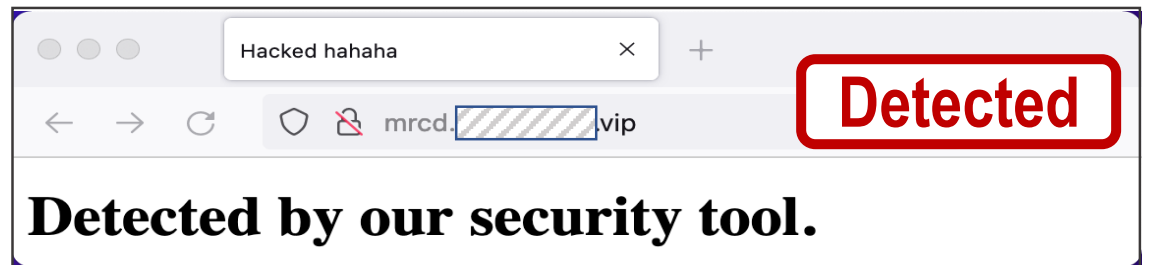 Hacked hahaha
mrcd. .vip
Detected
Detected by our security tool.